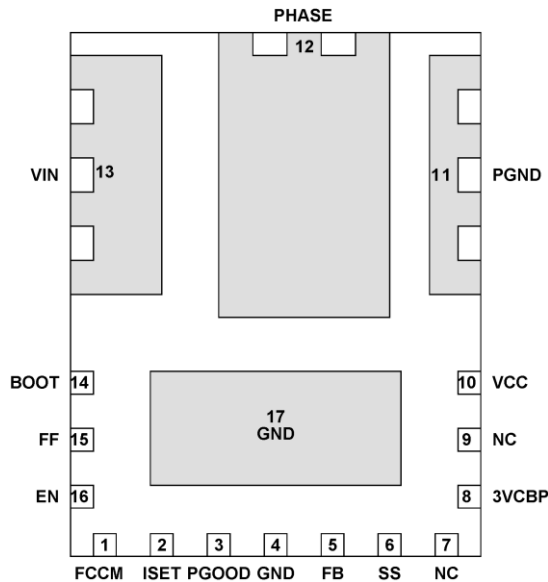 PHASE
12
VIN
13
11
PGND
BOOT
14
10
VCC
17
GND
FF
15
9
NC
EN
16
8
3VCBP
1
2
3
4
5
6
7
FCCM
ISET
PGOOD
GND
FB
SS
NC